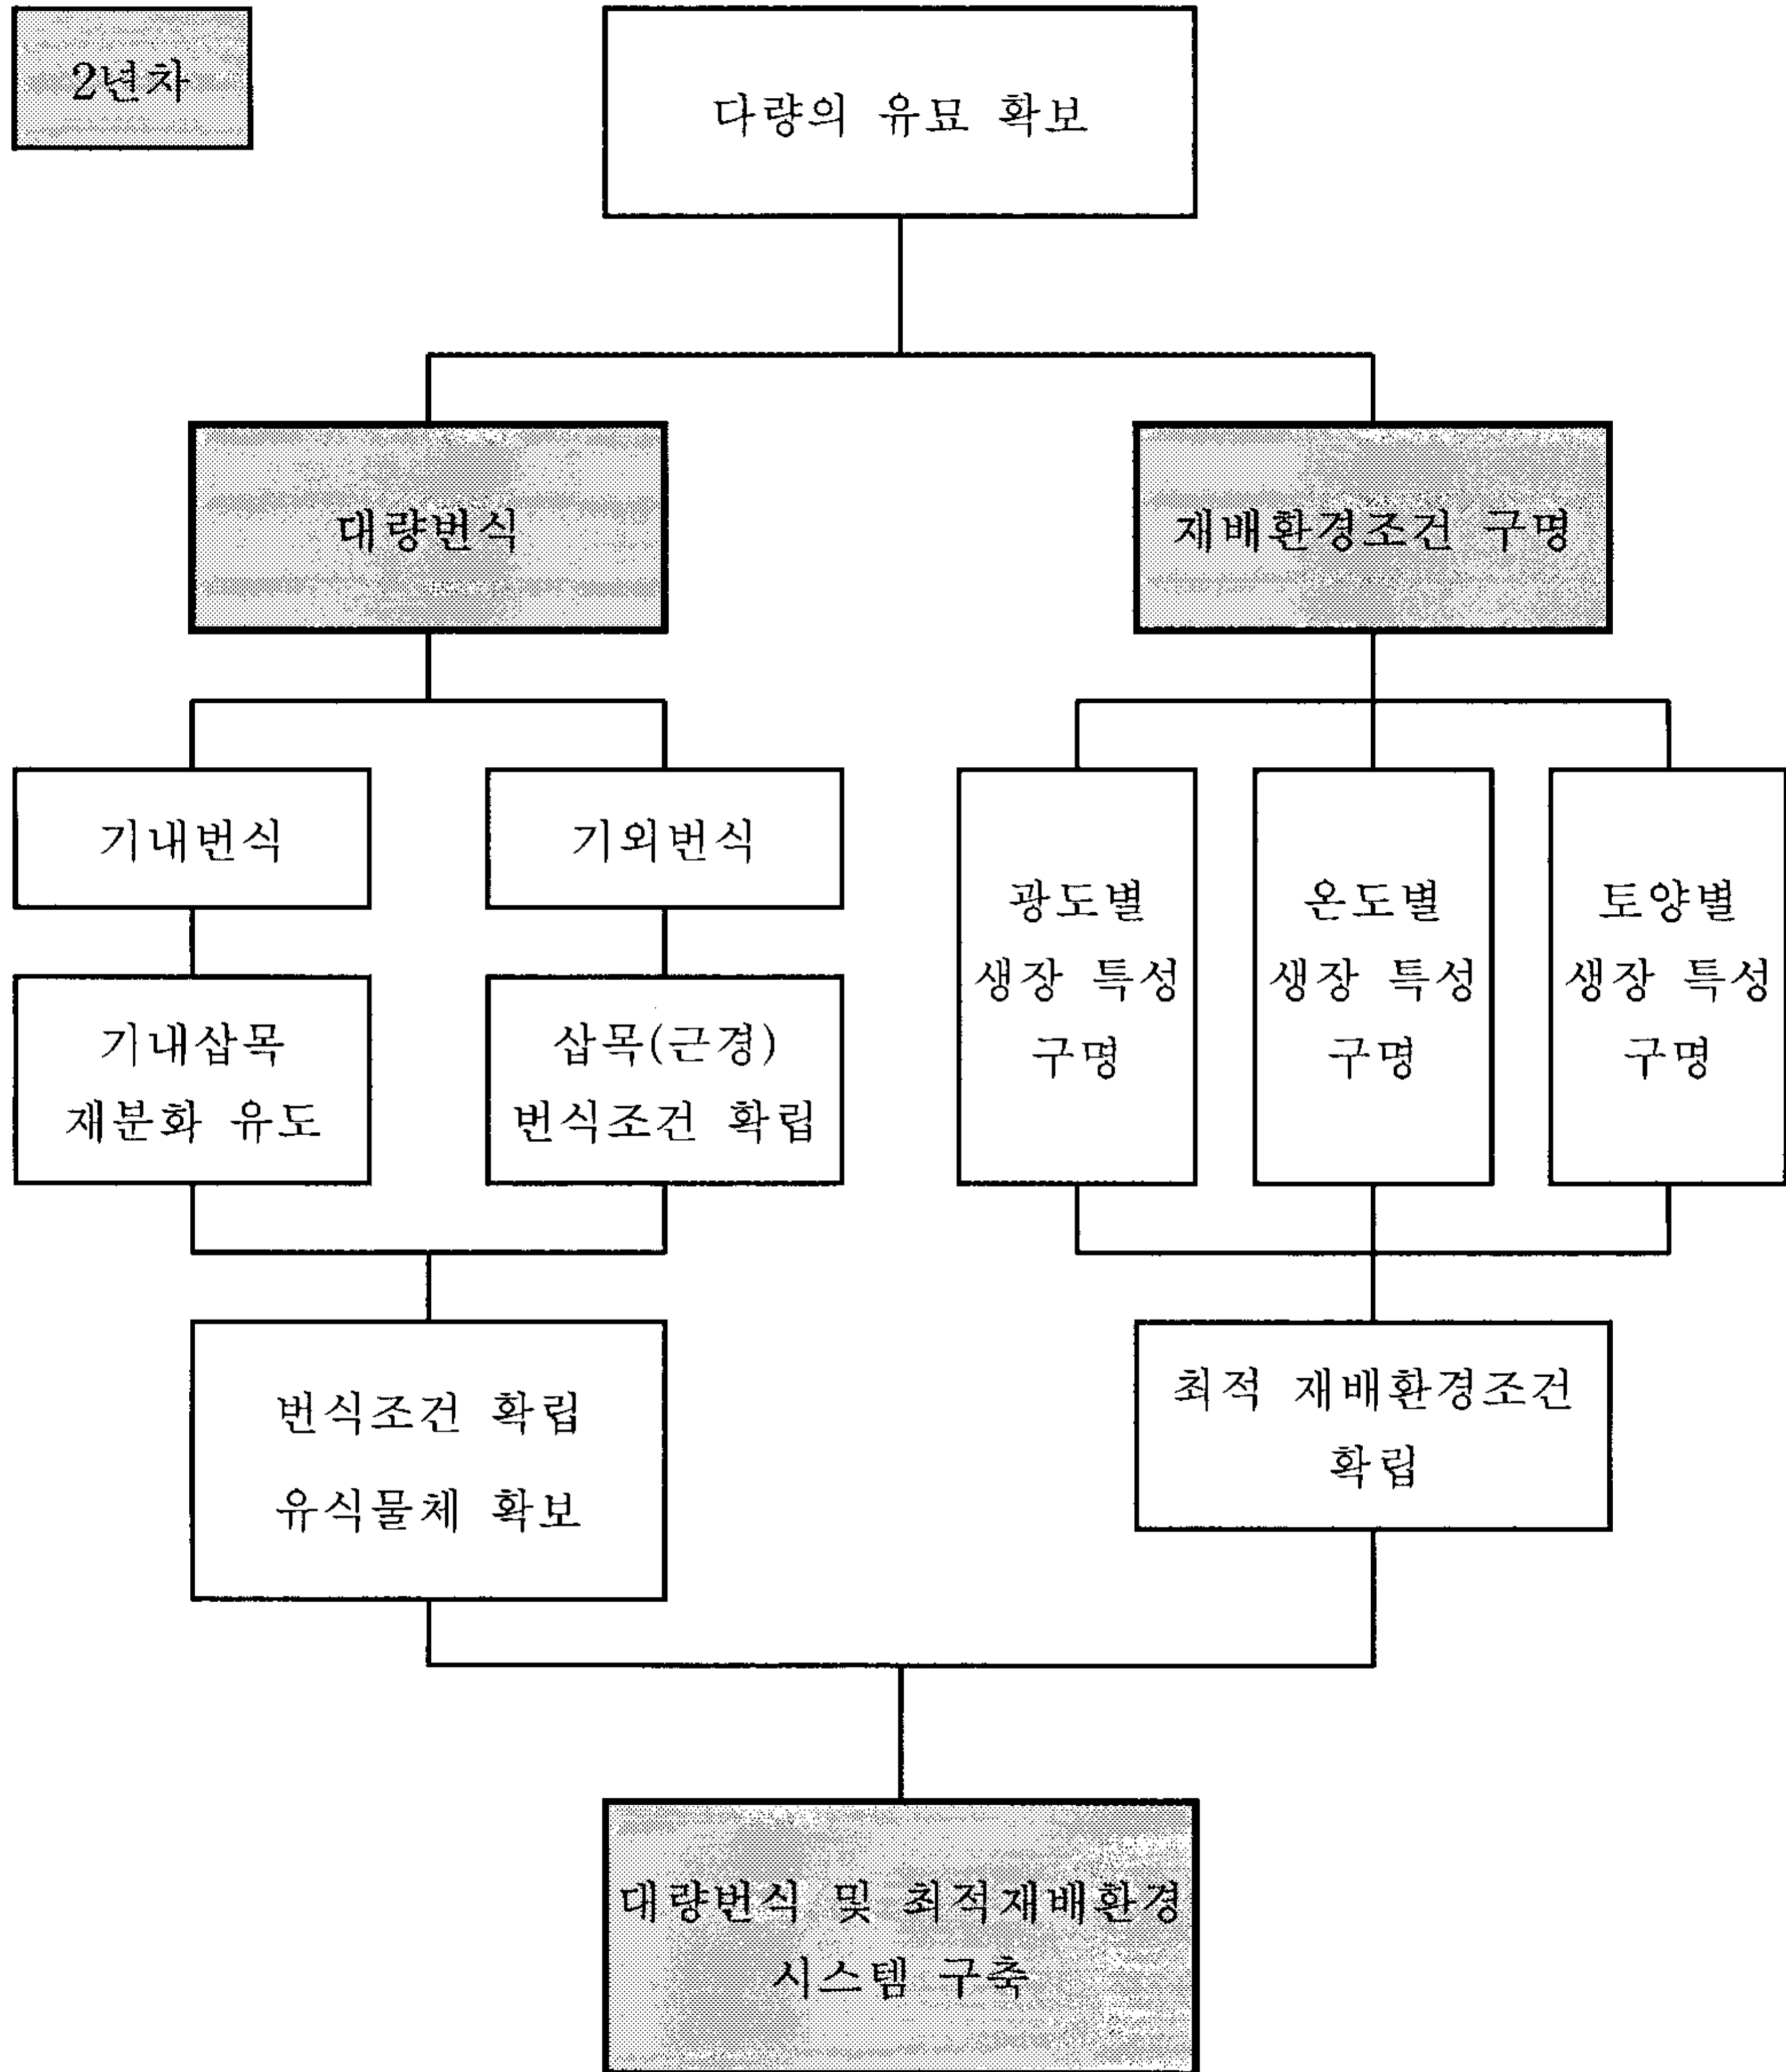 2년차
다량의 유묘 확보
대량번식
재배환경조건 구명
기내번식
기외번식
기내삽목
재분화 유도
삽목(근경)
번식조건 확립
광도별
생장 특성
구명
온도별
생장 특성
구명
토양별
생장 특성
구명
번식조건 확립
유식물체 확보
최적 재배환경조건
확립
대량번식 및 최적재배환경
시스템 구축